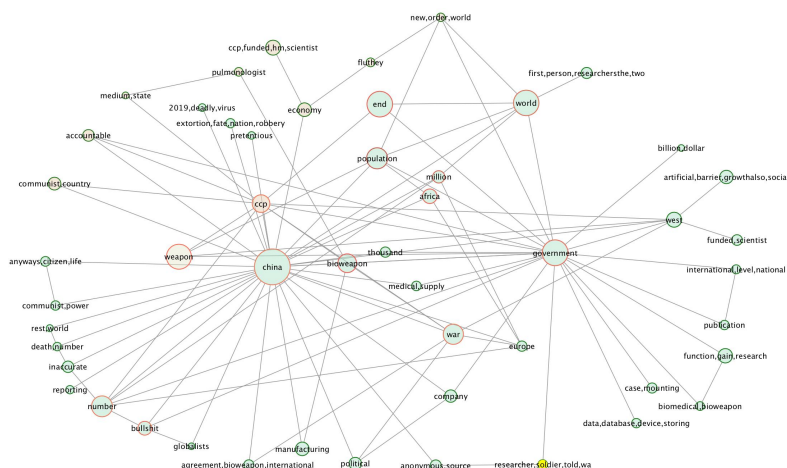 new,order,world
ccp,funded,hm,scientist
fluthey
pulmonologist
first,person,researchersthe,two
medium,state
2019,deadly,virus
economy
end
world
extortion,fate,nation,robbery
accountable
pretentious
billion,dollar
population
million
artificial,barrier,growthalso,socia
communist,country
africa
ccp
west
funded,scientist
thousand
government
weapon
anyways,citizen,life
china
bioweapon
international,level,national
medical,supply
communist,power
rest,world
publication
war
death,number
europe
function,gain,research
inaccurate
reporting
case,mounting
company
number
biomedical,bioweapon
data,database,device,storing
bullshit
globalists
manufacturing
agreement,bioweapon,international
political
anonymous,source
researcher,soldier,told,wa